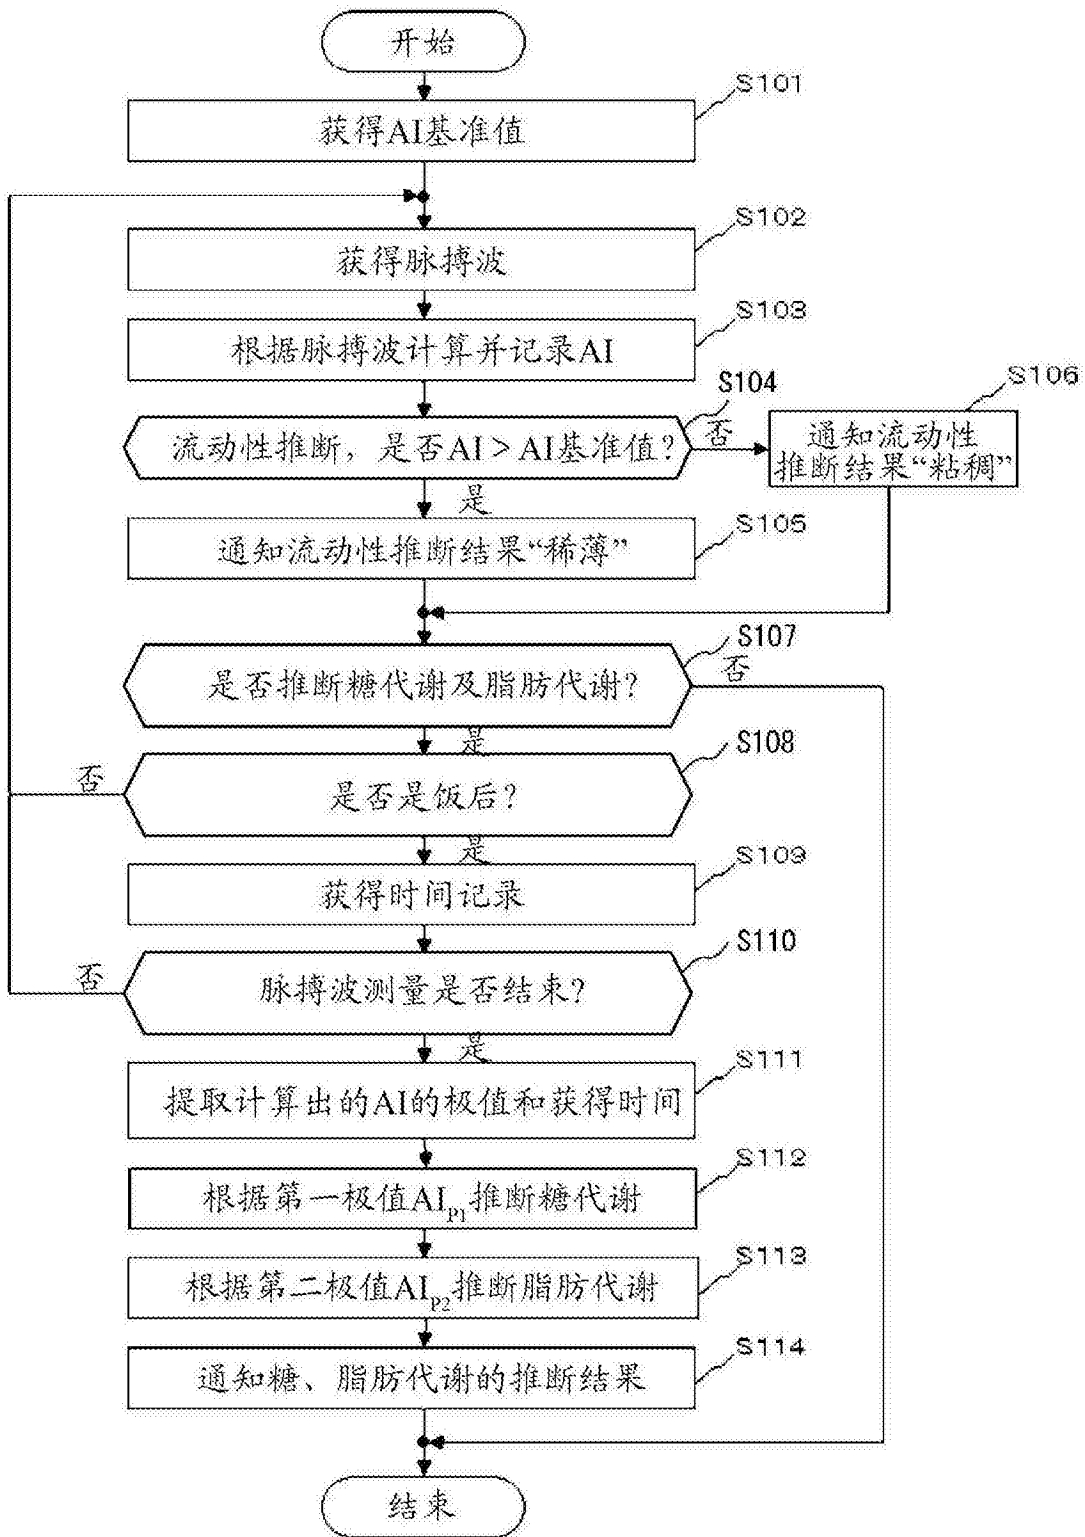 开始
S101
获得AI基准值
S102
获得脉搏波
S103
根据脉搏波计算并记录AI
S104
流动性推断，是否AI＞AI基准值？
否
S106
通知流动性
推断结果“粘稠”
是
S105
通知流动性推断结果“稀薄”
S107
是否推断糖代谢及脂肪代谢？
否
是
S108
是否是饭后？
否
是
S109
获得时间记录
S110
脉搏波测量是否结束？
否
是
S111
提取计算出的AI的极值和获得时间
S112
根据第一极值AIP1推断糖代谢
S113
根据第二极值AIP2推断脂肪代谢
S114
通知糖、脂肪代谢的推断结果
结束